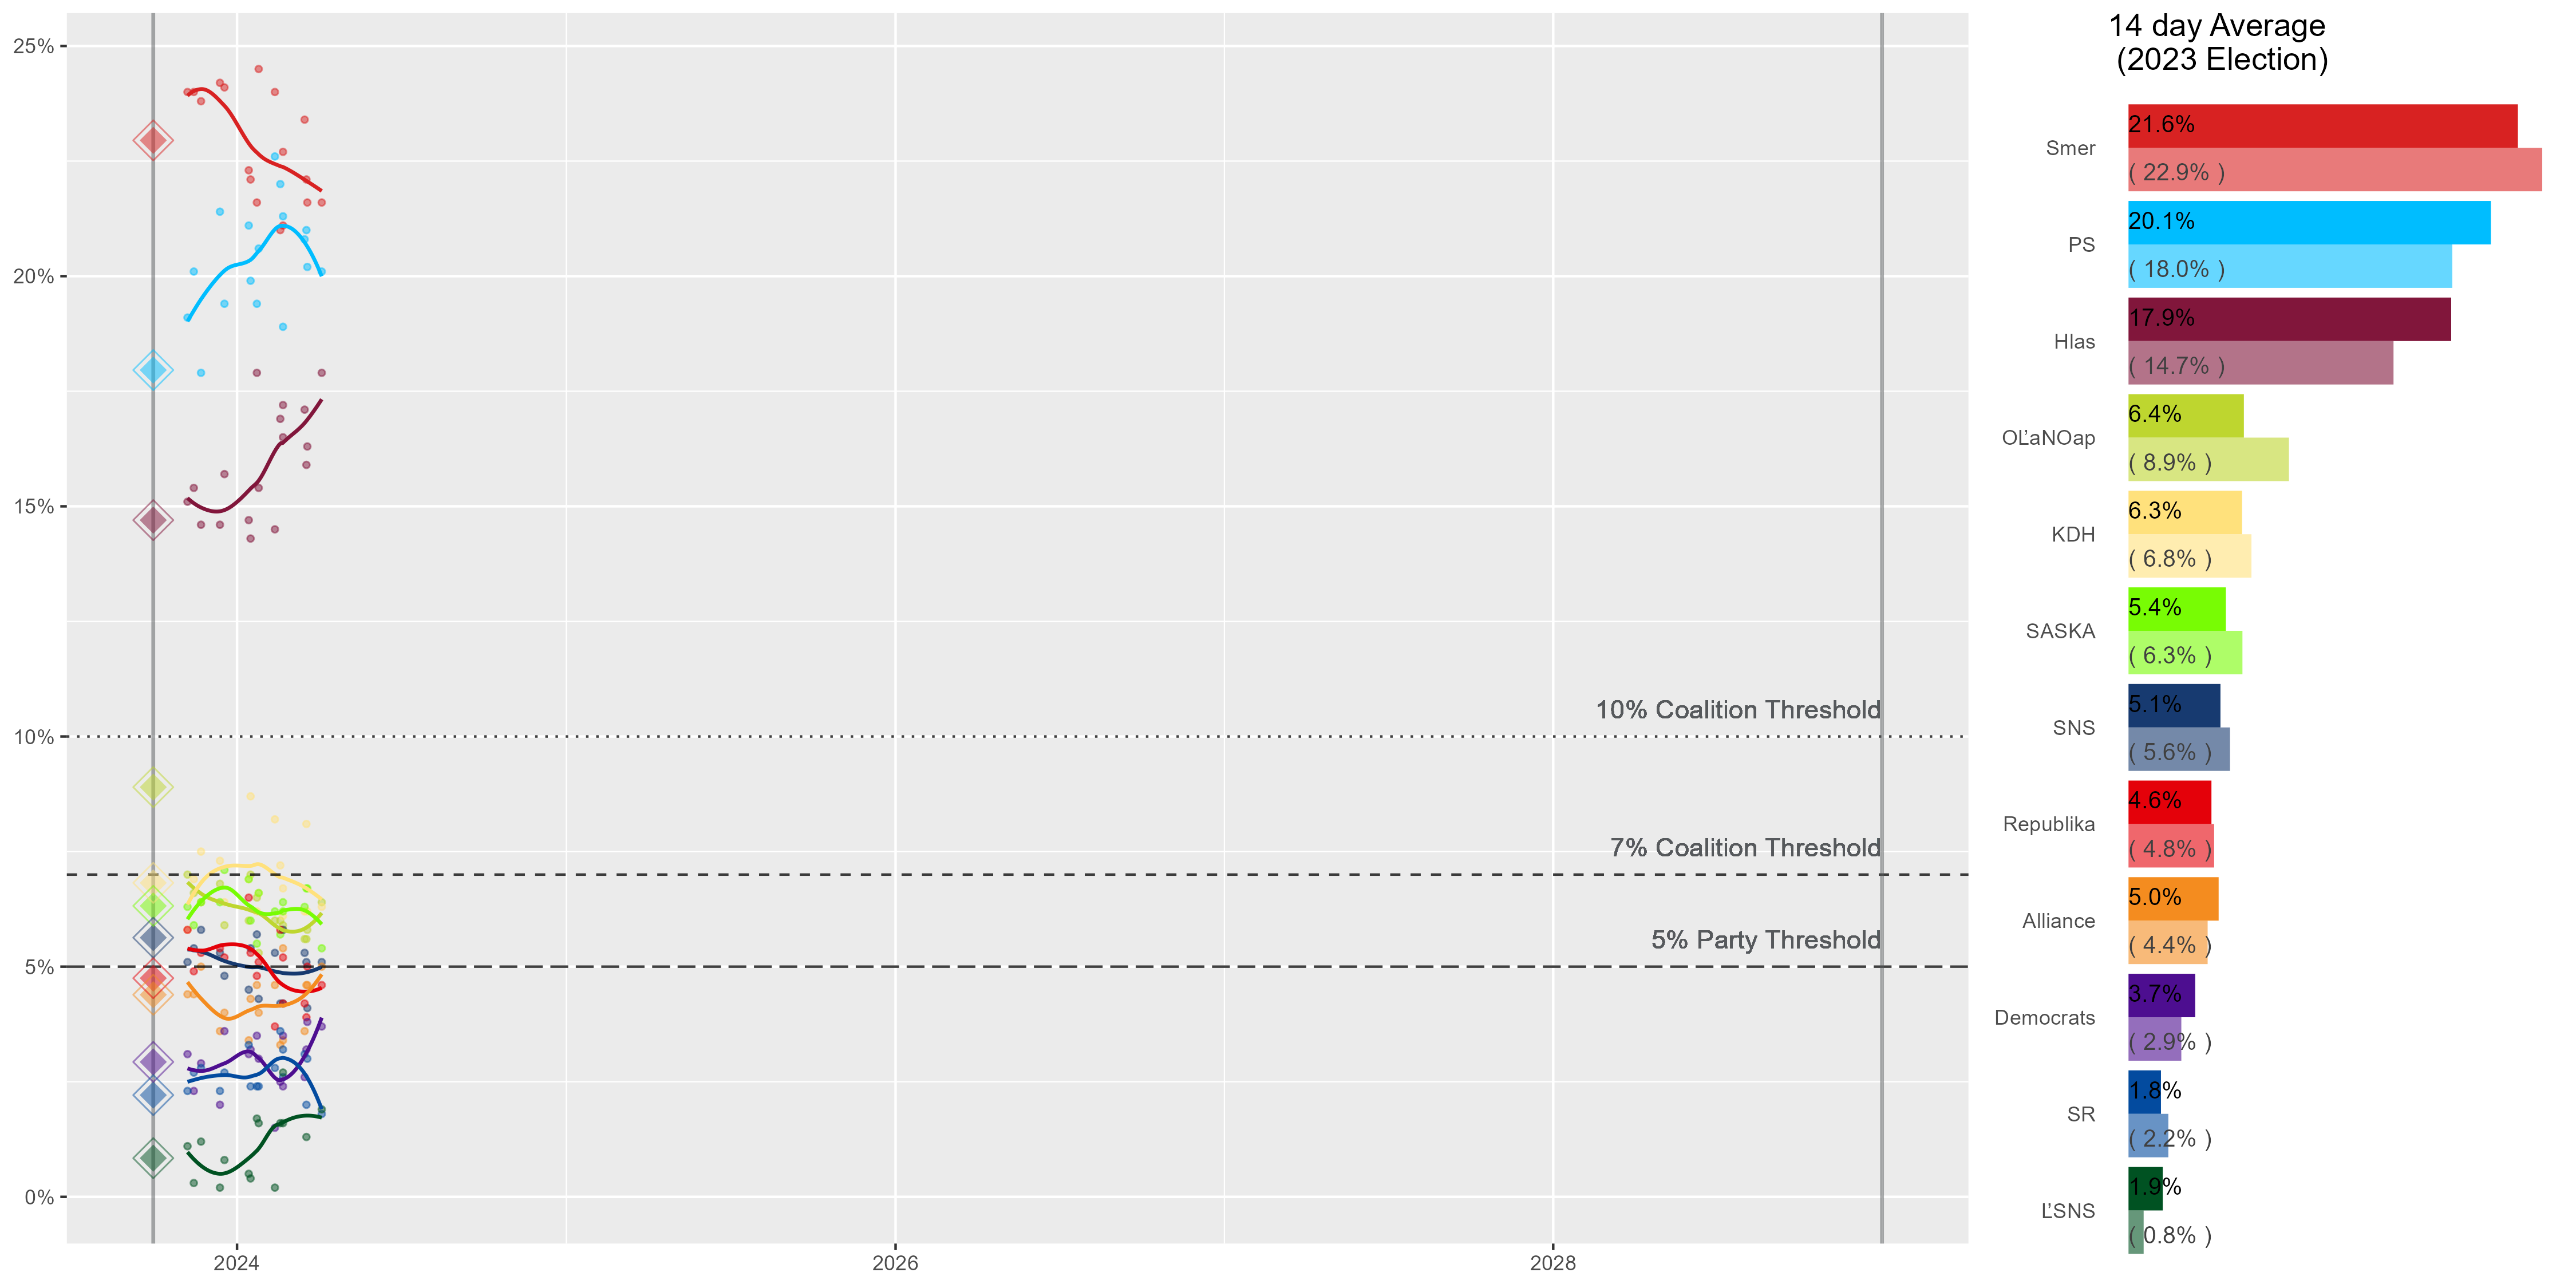 25%
20%
15%
10%
5%
0%
2024
2026
2028
10% Coalition Threshold
7% Coalition Threshold
5% Party Threshold
14 day Average
(2023 Election)
Smer
21.6%
( 22.9% )
PS
20.1%
( 18.0% )
Hlas
17.9%
( 14.7% )
OĽaNOap
6.4%
( 8.9% )
KDH
6.3%
( 6.8% )
SASKA
5.4%
( 6.3% )
SNS
5.1%
( 5.6% )
Republika
4.6%
( 4.8% )
Alliance
5.0%
( 4.4% )
Democrats
3.7%
( 2.9% )
SR
1.8%
( 2.2% )
ĽSNS
1.9%
( 0.8% )